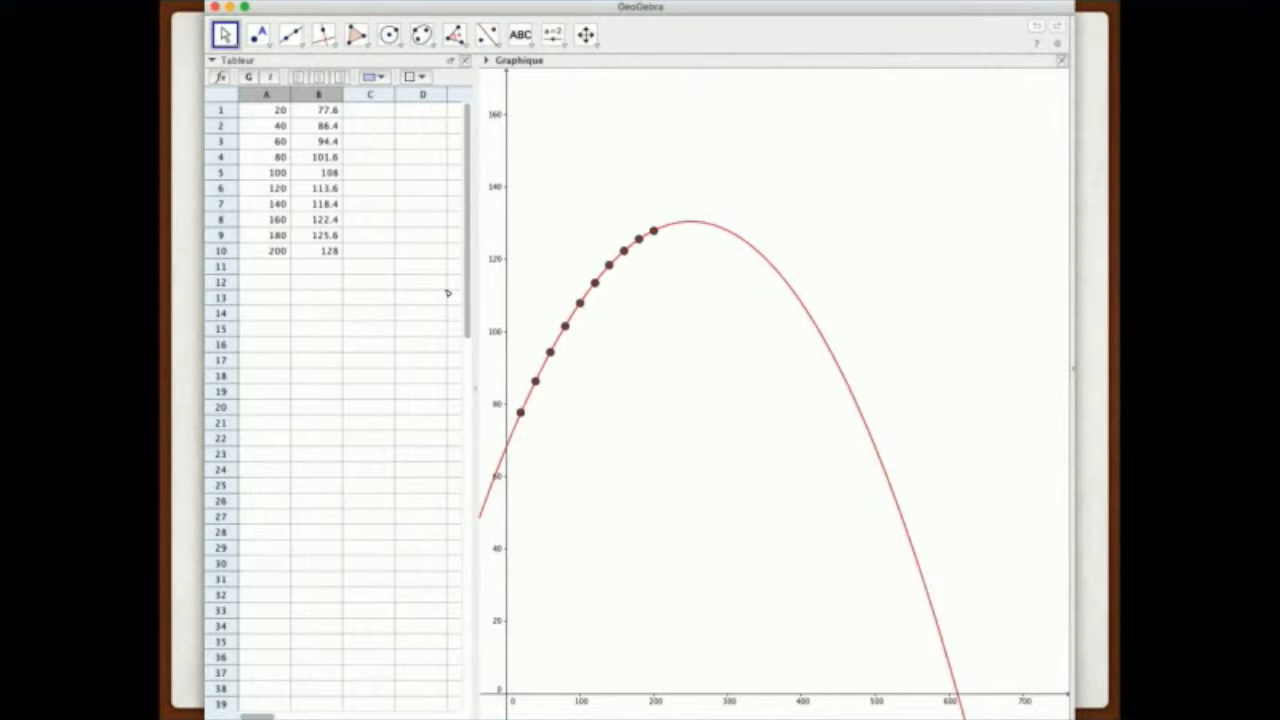 GeoGebra
ABC a=2 ?
Tableur
Graphique
fx G I
A B C D
1 20 77.6
2 40 86.4
3 60 94.4
4 80 101.6
5 100 108
6 120 113.6
7 140 118.4
8 160 122.4
9 180 125.6
10 200 128
11
12
13
14
15
16
17
18
19
20
21
22
23
24
25
26
27
28
29
30
31
32
33
34
35
36
37
38
39
160
140
120
100
80
60
40
20
0
0 100 200 300 400 500 600 700